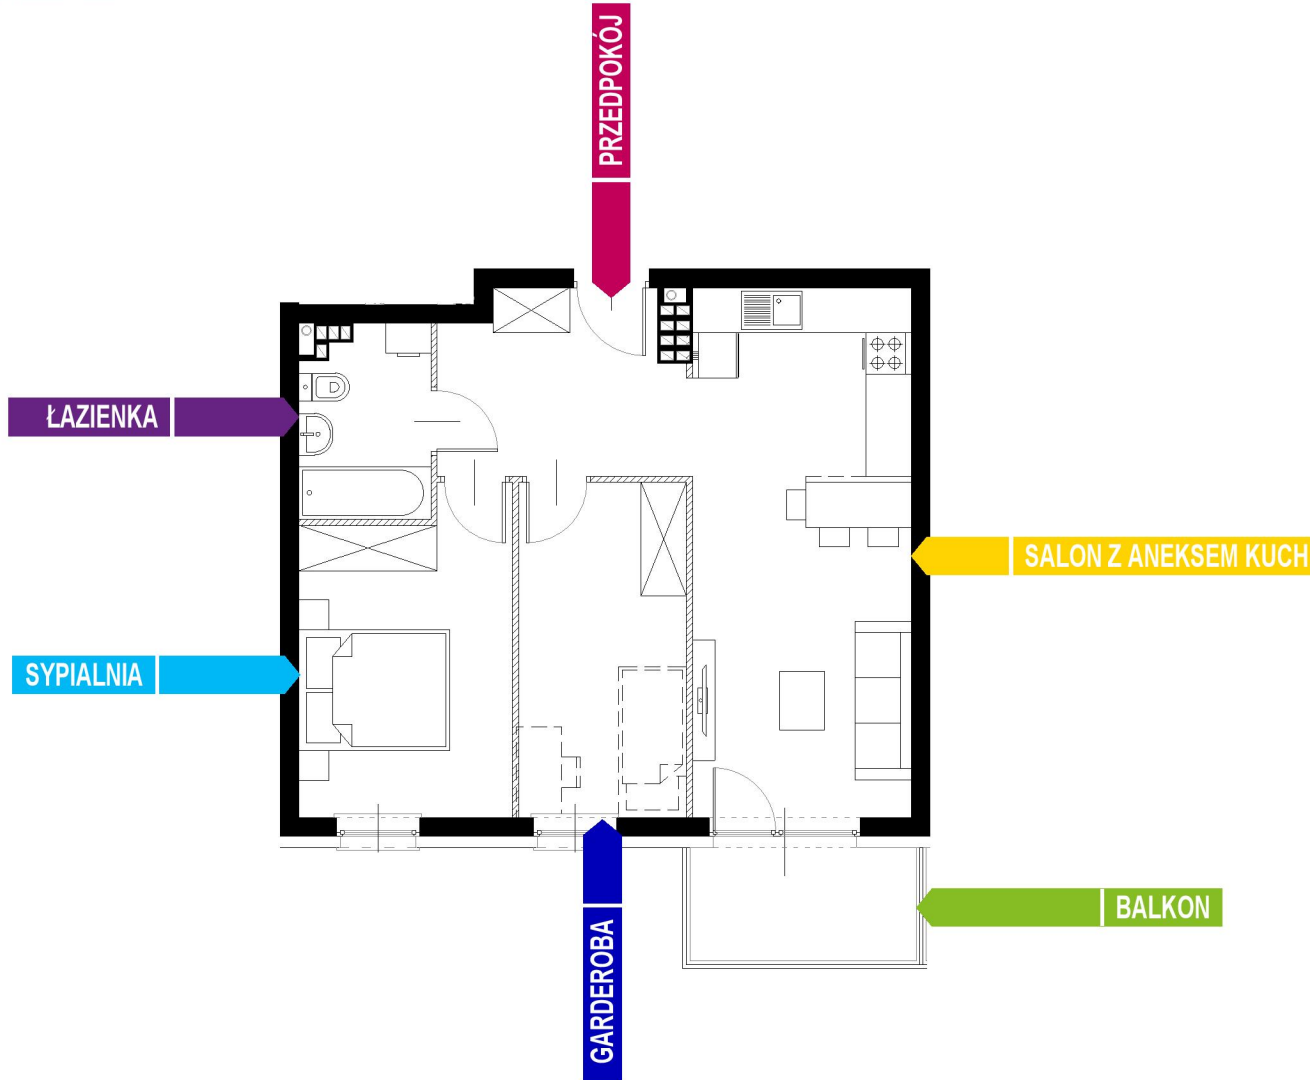 PRZEDPOKÓJ
ŁAZIENKA
SALON Z ANEKSEM KUCH
SYPIALNIA
BALKON
GARDEROBA